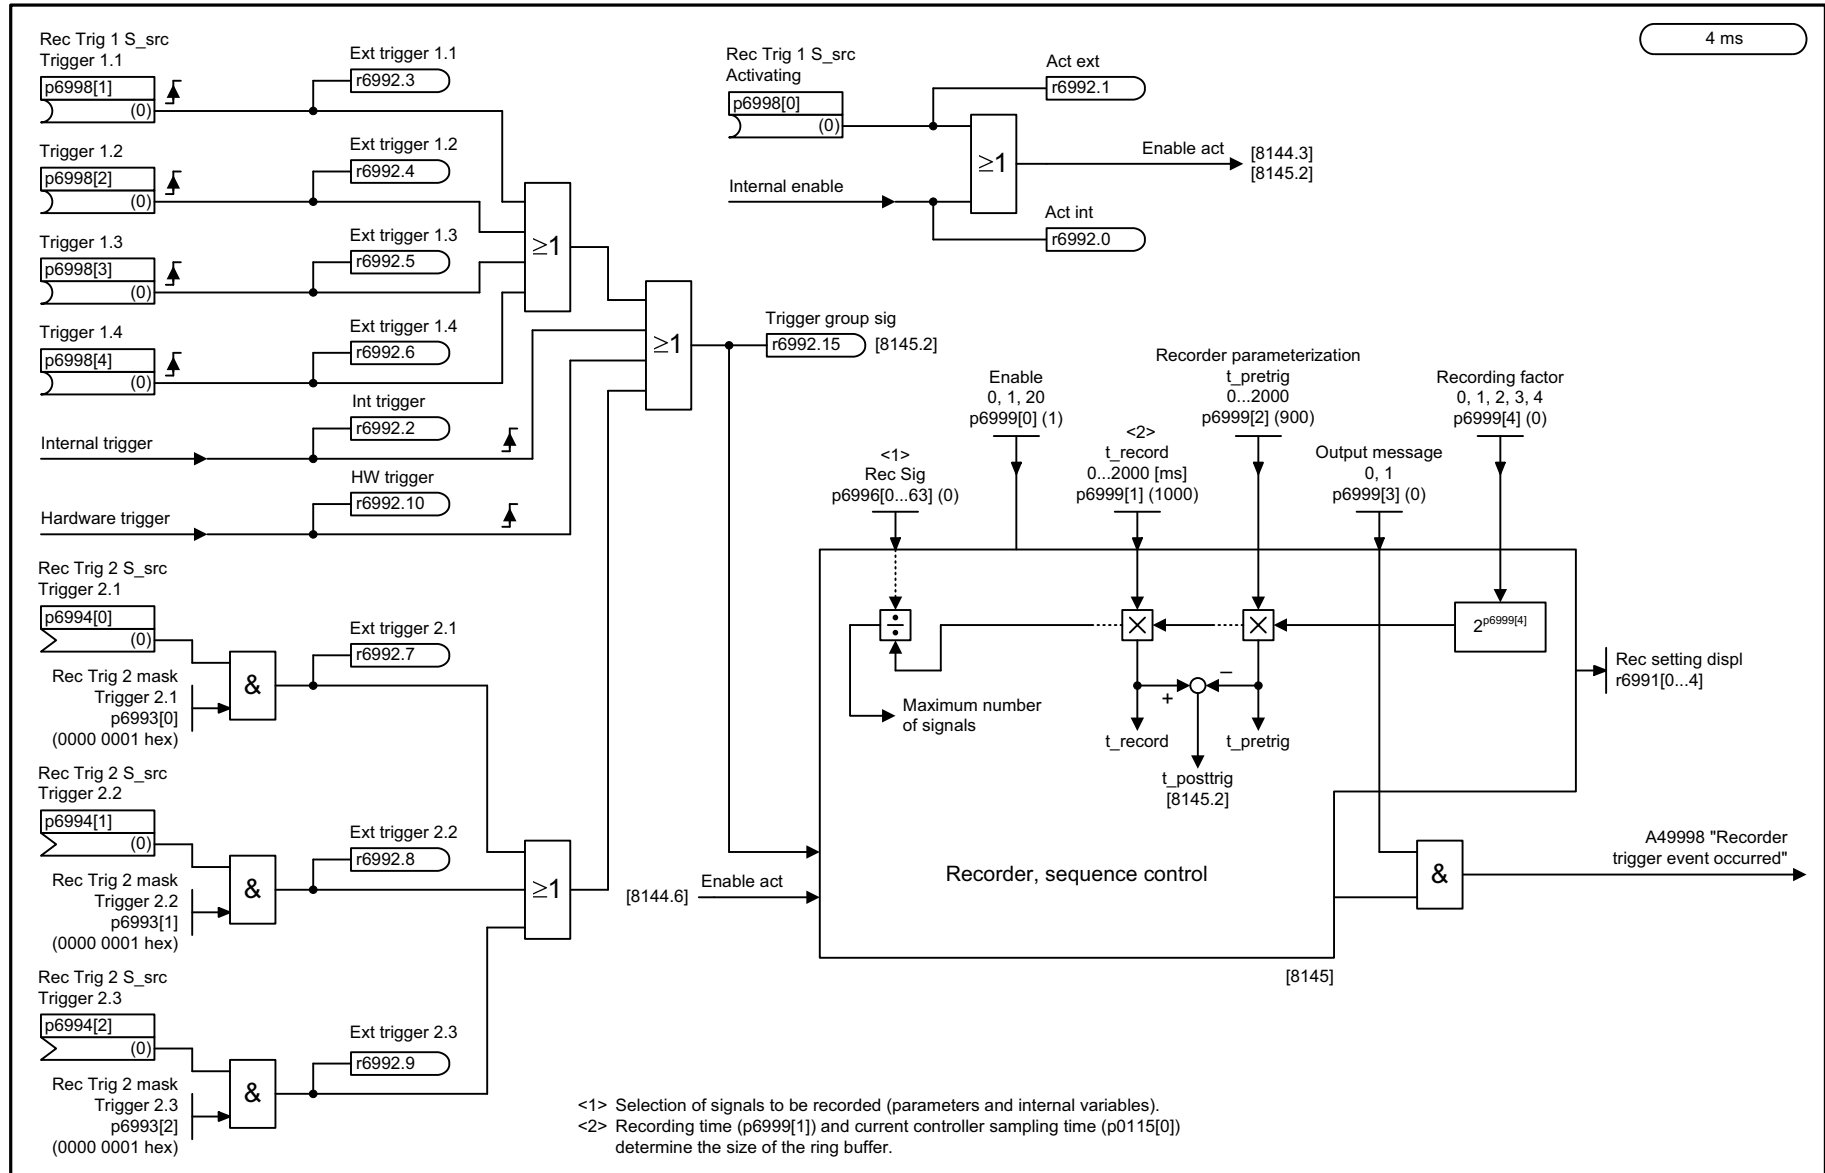 Rec Trig 1 S_src
Trigger 1.1
p6998[1]
(0)
Ext trigger 1.1
r6992.3
Trigger 1.2
p6998[2]
(0)
Ext trigger 1.2
r6992.4
Trigger 1.3
p6998[3]
(0)
Ext trigger 1.3
r6992.5
Trigger 1.4
p6998[4]
(0)
Ext trigger 1.4
r6992.6
≥1
Internal trigger
Int trigger
r6992.2
Hardware trigger
HW trigger
r6992.10
≥1
Rec Trig 2 S_src
Trigger 2.1
p6994[0]
(0)
Rec Trig 2 mask
Trigger 2.1
p6993[0]
(0000 0001 hex)
&
Ext trigger 2.1
r6992.7
Rec Trig 2 S_src
Trigger 2.2
p6994[1]
(0)
Rec Trig 2 mask
Trigger 2.2
p6993[1]
(0000 0001 hex)
&
Ext trigger 2.2
r6992.8
Rec Trig 2 S_src
Trigger 2.3
p6994[2]
(0)
Rec Trig 2 mask
Trigger 2.3
p6993[2]
(0000 0001 hex)
&
Ext trigger 2.3
r6992.9
≥1
Rec Trig 1 S_src
Activating
p6998[0]
(0)
Act ext
r6992.1
Internal enable
≥1
Act int
r6992.0
Enable act
[8144.3]
[8145.2]
4 ms
Trigger group sig
r6992.15
[8145.2]
Enable
0, 1, 20
p6999[0] (1)
Recorder parameterization
t_pretrig
0...2000
p6999[2] (900)
Recording factor
0, 1, 2, 3, 4
p6999[4] (0)
<1>
Rec Sig
p6996[0...63] (0)
<2>
t_record
0...2000 [ms]
p6999[1] (1000)
Output message
0, 1
p6999[3] (0)
÷
×
×
2p6999[4]
Maximum number
of signals
+
–
t_record
t_pretrig
t_posttrig
[8145.2]
Rec setting displ
r6991[0...4]
[8144.6]
Enable act
Recorder, sequence control
&
A49998 "Recorder
trigger event occurred"
[8145]
<1> Selection of signals to be recorded (parameters and internal variables).
<2> Recording time (p6999[1]) and current controller sampling time (p0115[0])
determine the size of the ring buffer.